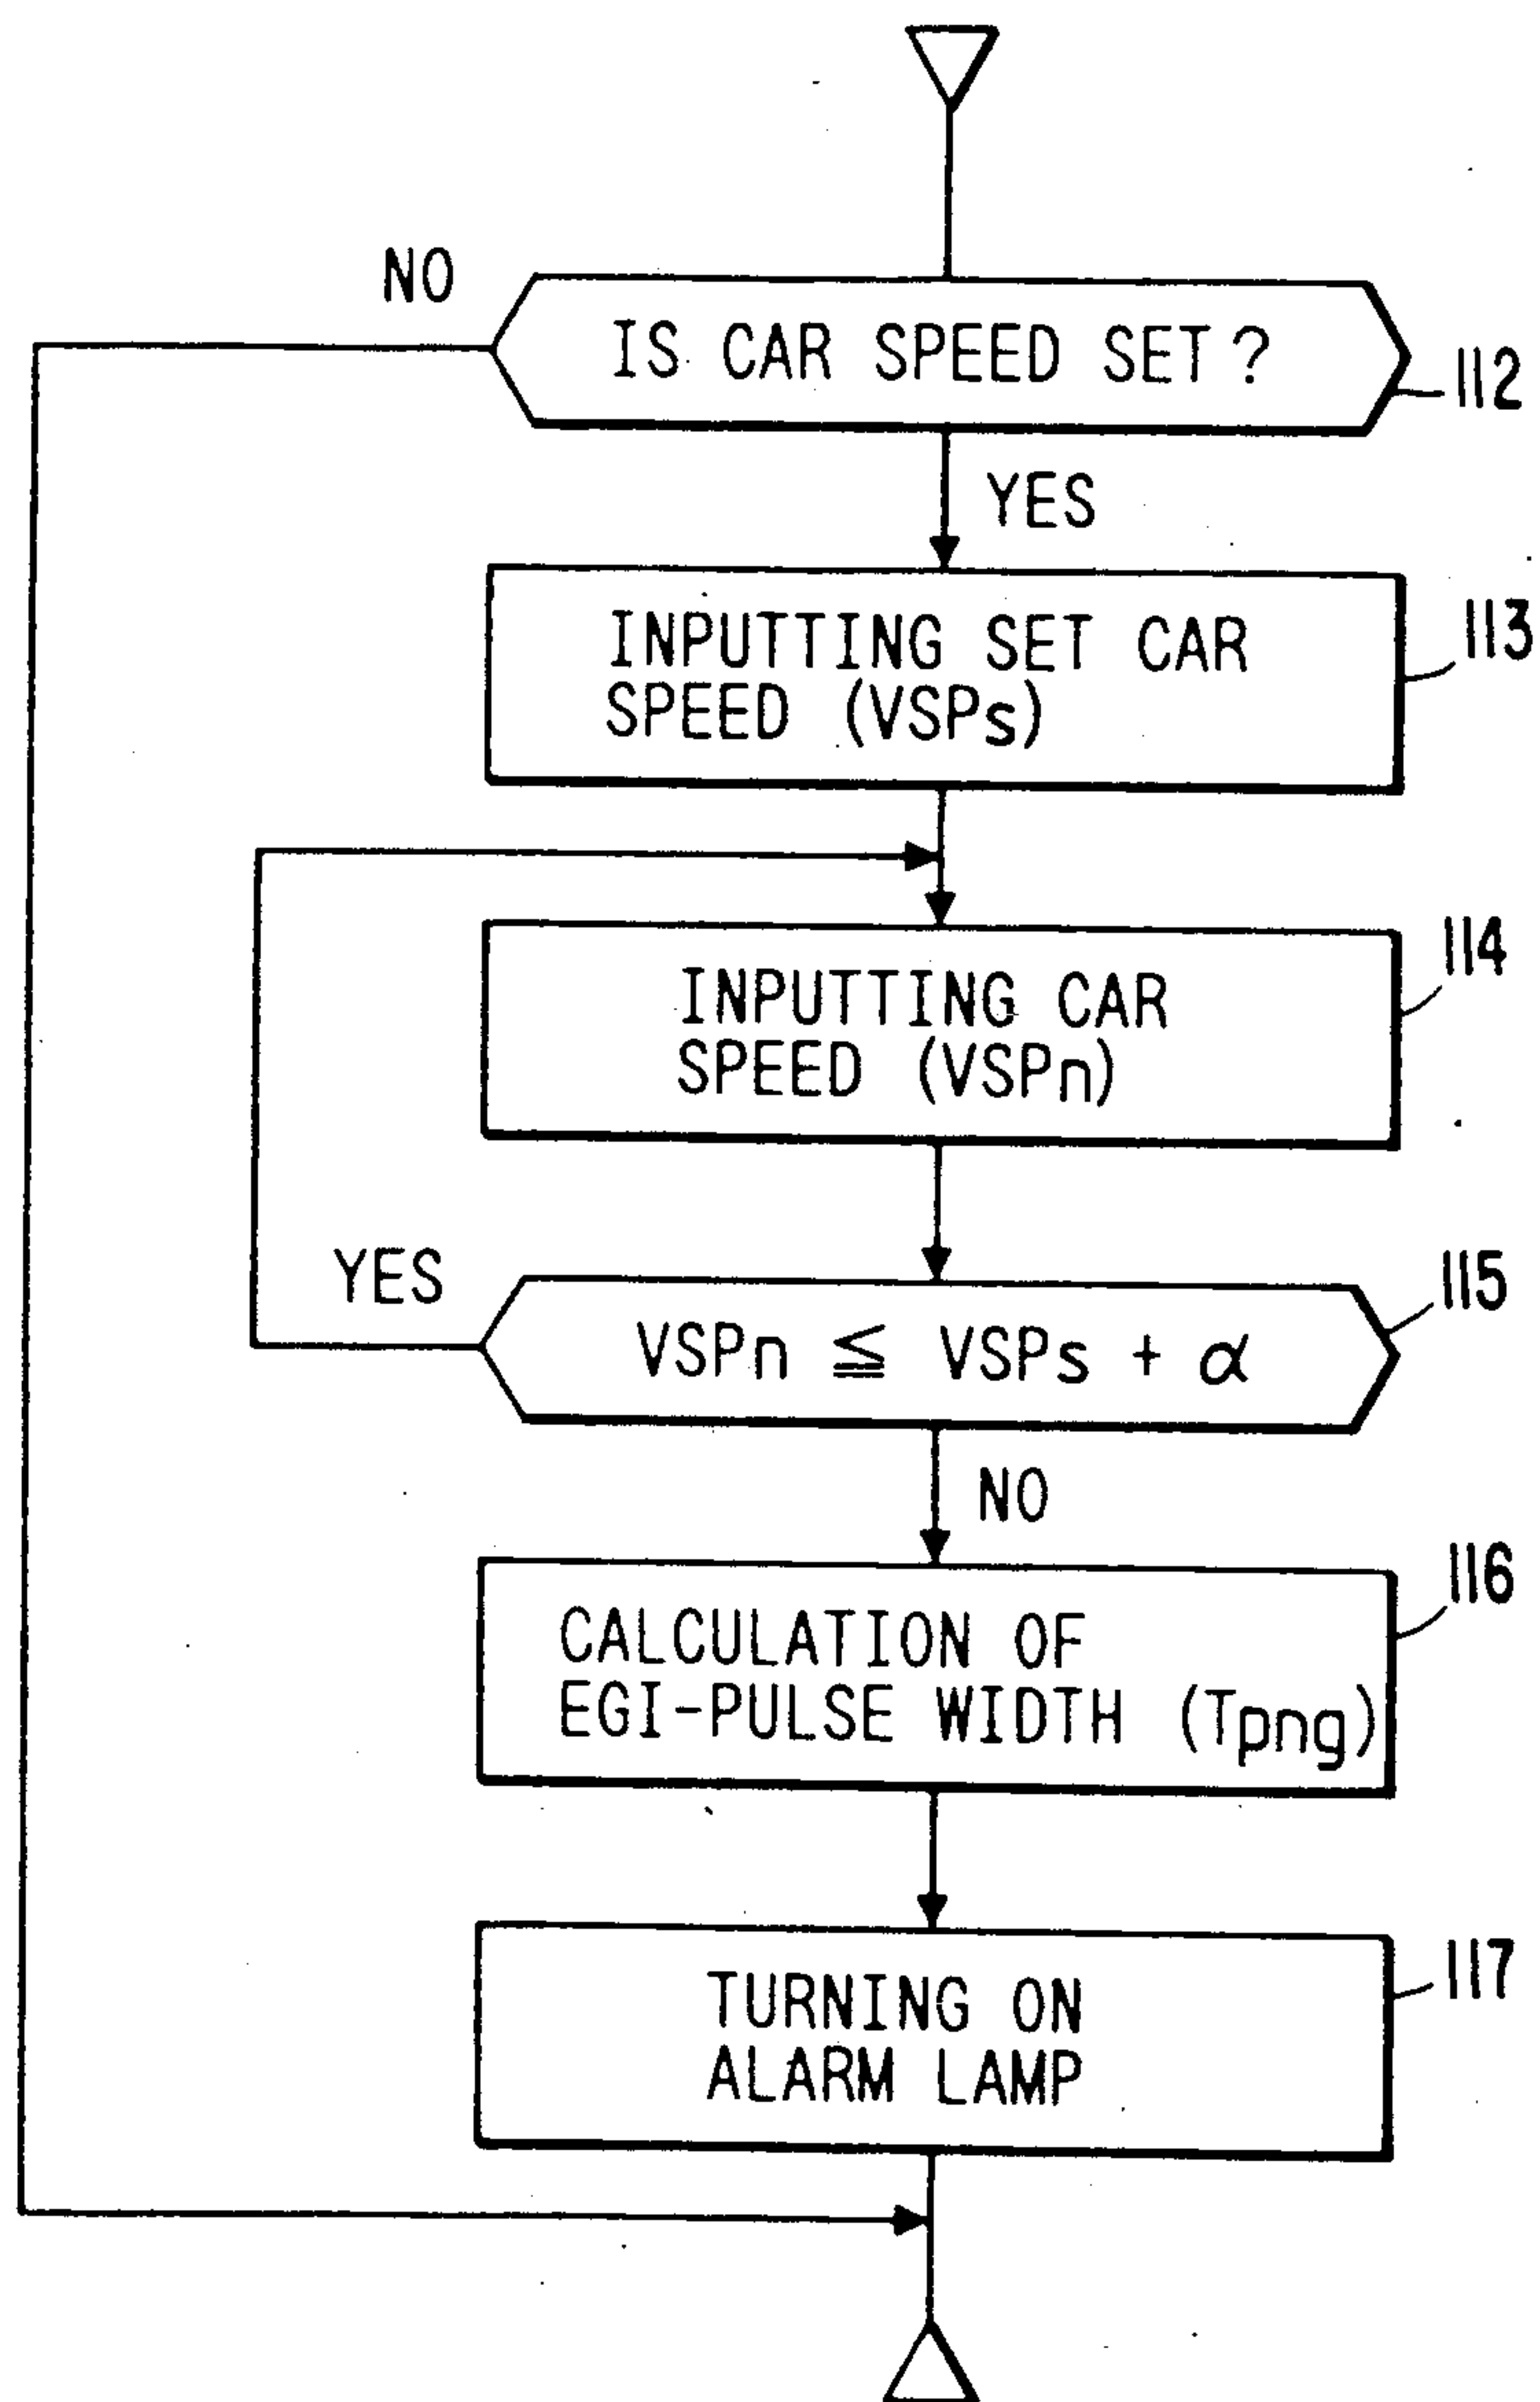 NO
IS CAR SPEED SET?
112
YES
INPUTTING SET CAR
SPEED (VSPs)
113
INPUTTING CAR
SPEED (VSPn)
114
YES
VSPn ≦ VSPs + α
115
NO
CALCULATION OF
EGI-PULSE WIDTH (Tpng)
116
TURNING ON
ALARM LAMP
117